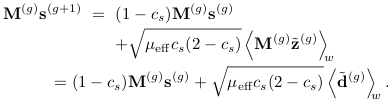 M^(g) s^(g+1) = (1 − c_s) M^(g) s^(g)
+ √(μ_eff c_s (2 − c_s)) ⟨M^(g) z̃^(g)⟩_w
= (1 − c_s) M^(g) s^(g) + √(μ_eff c_s (2 − c_s)) ⟨d̃^(g)⟩_w .